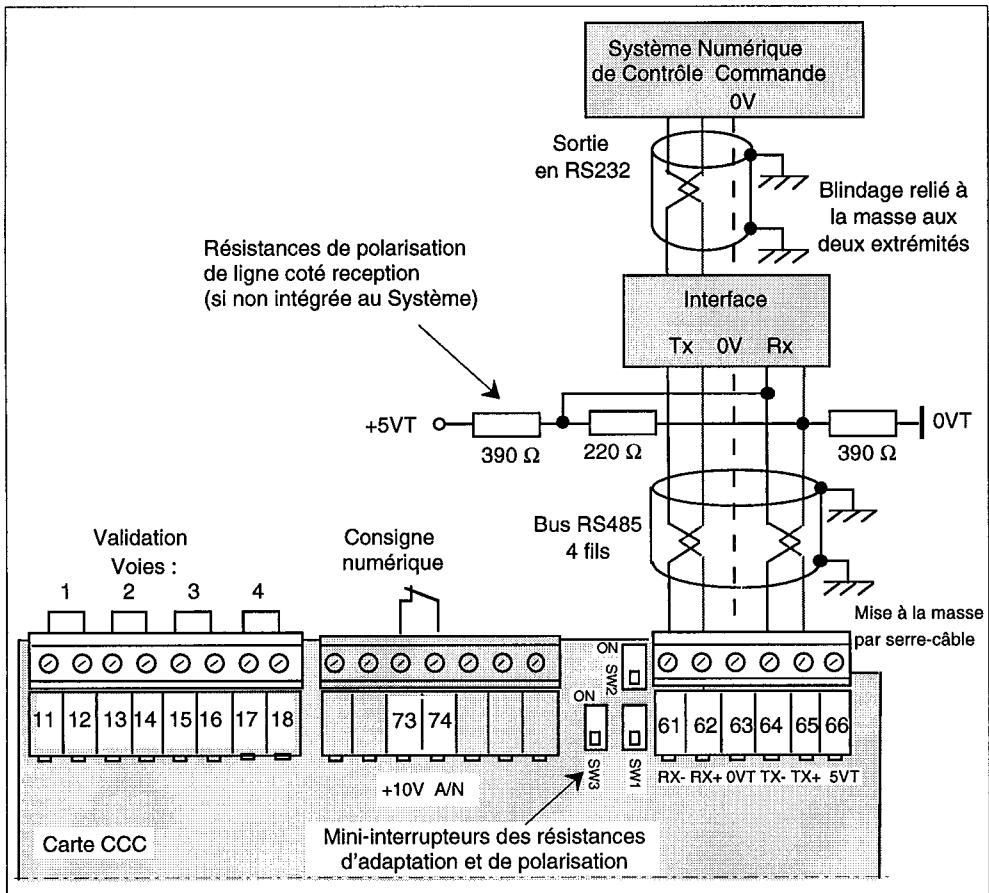 Système Numérique
de Contrôle Commande
0V
Sortie
en RS232
Blindage relié à
la masse aux
deux extrémités
Résistances de polarisation
de ligne coté reception
(si non intégrée au Système)
Interface
Tx 0V Rx
+5VT
390 Ω
220 Ω
390 Ω
0VT
Bus RS485
4 fils
Validation
Voies :
1 2 3 4
Consigne
numérique
Mise à la masse
par serre-câble
ON
SW2
ON
SW3
SW1
11 12 13 14 15 16 17 18
73 74
61 62 63 64 65 66
RX- RX+ 0VT TX- TX+ 5VT
+10V A/N
Carte CCC
Mini-interrupteurs des résistances
d'adaptation et de polarisation